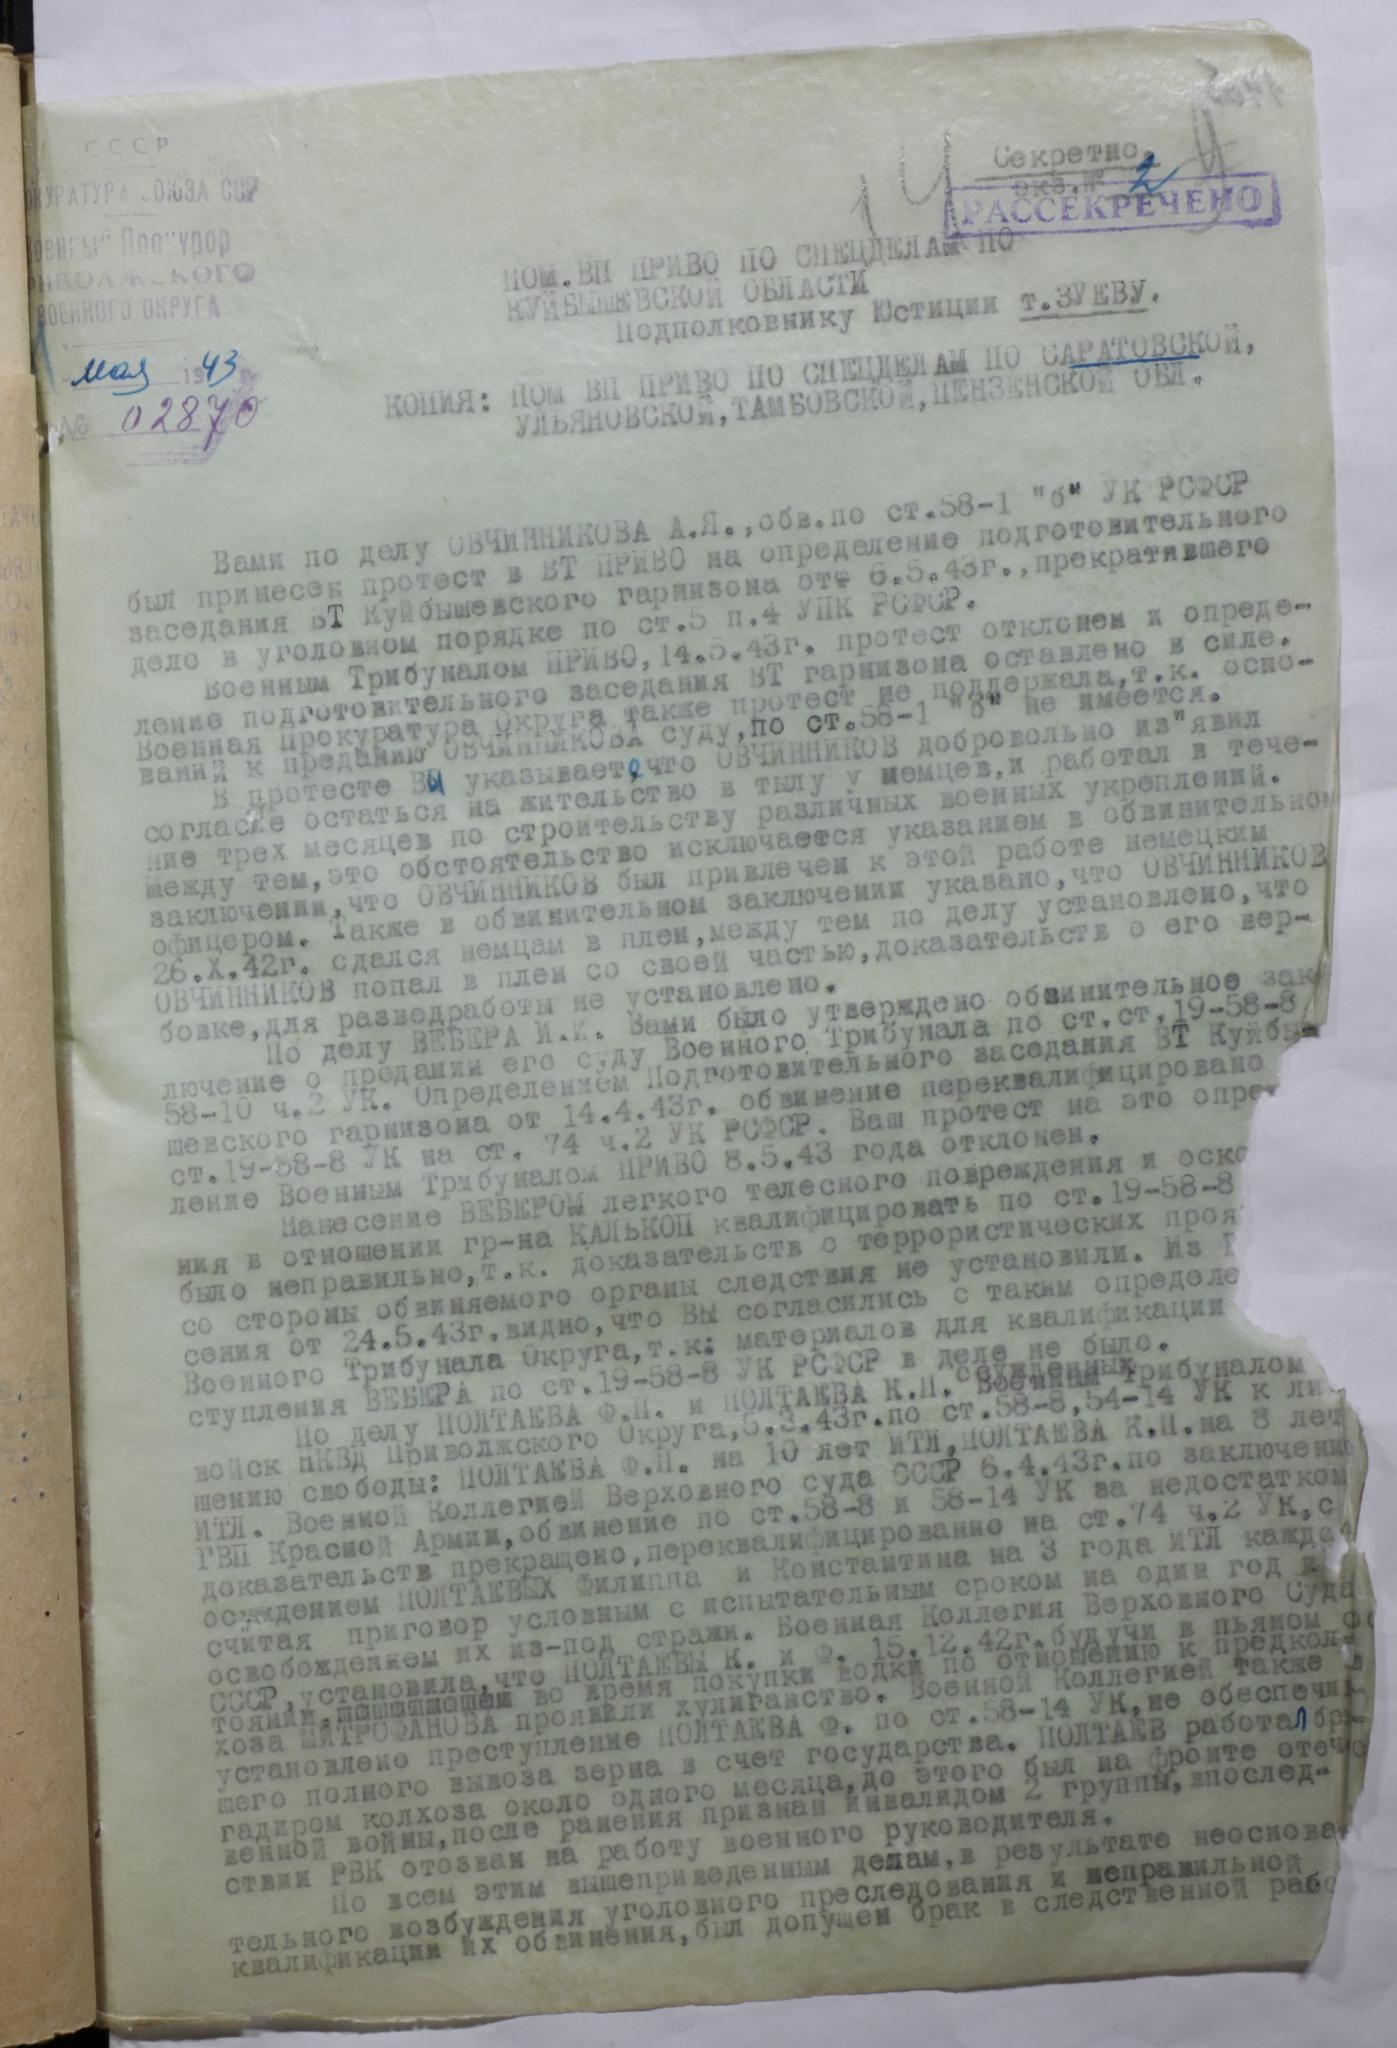 СССР
ПРОКУРАТУРА СОЮЗА ССР
Военный Прокурор
ПРИВОЛЖСКОГО
ВОЕННОГО ОКРУГА
мая 1943 г.
№ 02870
14
Секретно.
экз.№ 2
РАССЕКРЕЧЕНО
ПОМ.ВП ПРИВО ПО СПЕЦДЕЛАМ ПО
КУЙБЫШЕВСКОЙ ОБЛАСТИ
Подполковнику Юстиции т.ЗУЕВУ.
КОПИЯ: ПОМ ВП ПРИВО ПО СПЕЦДЕЛАМ ПО САРАТОВСКОЙ,
УЛЬЯНОВСКОЙ,ТАМБОВСКОЙ,ПЕНЗЕНСКОЙ ОБЛ.
Вами по делу ОВЧИННИКОВА А.Я.,обв.по ст.58-1 "б" УК РСФСР
был принесен протест в ВТ ПРИВО на определение подготовительного
заседания ВТ Куйбышевского гарнизона от 6.5.43г.,прекратившего
дело в уголовном порядке по ст.5 п.4 УПК РСФСР.
Военным Трибуналом ПРИВО,14.5.43г. протест отклонен и опреде-
ление подготовительного заседания ВТ гарнизона оставлено в силе.
Военная Прокуратура Округа также протест не поддержала,т.к. осно-
ваний к преданию ОВЧИННИКОВА суду,по ст.58-1 "б" не имеется.
В протесте Вы указываете,что ОВЧИННИКОВ добровольно из"явил
согласие остаться на жительство в тылу у немцев,и работал в тече-
ние трех месяцев по строительству различных военных укреплений.
Между тем,это обстоятельство исключается указанием в обвинительном
заключении,что ОВЧИННИКОВ был привлечен к этой работе немецким
офицером. Также в обвинительном заключении указано,что ОВЧИННИКОВ
26.X.42г. сдался немцам в плен,между тем по делу установлено,что
ОВЧИННИКОВ попал в плен со своей частью,доказательств о его вер-
бовке,для разведработы не установлено.
По делу ВЕБЕРА И.И. Вами было утверждено обвинительное зак-
лючение о предании его суду Военного Трибунала по ст.ст.19-58-8,
58-10 ч.2 УК. Определением Подготовительного заседания ВТ Куйбы
шевского гарнизона от 14.4.43г. обвинение переквалифицировано
ст.19-58-8 УК на ст. 74 ч.2 УК РСФСР. Ваш протест на это опре
ление Военным Трибуналом ПРИВО 8.5.43 года отклонен.
Нанесение ВЕБЕРОМ легкого телесного повреждения и оско
ния в отношении гр-на КАЛЬКОП квалифицировать по ст.19-58-8
было неправильно,т.к. доказательств о террористических проя
со стороны обвиняемого органы следствия не установили. Из
сения от 24.5.43г.видно,что ВЫ согласились с таким определе
Военного Трибунала Округа,т.к: материалов для квалификации
ступления ВЕБЕРА по ст.19-58-8 УК РСФСР в деле не было.
осужденных
По делу ПОЛТАЕВА Ф.П. и ПОЛТАЕВА К.П. Военным Трибуналом
войск НКВД Приволжского Округа,5.3.43г.по ст.58-8,54-14 УК к ли
шению свободы: ПОЛТАЕВА Ф.П. на 10 лет ИТЛ,ПОЛТАЕВА К.П.на 8 лет
ИТЛ. Военной Коллегией Верховного суда СССР 6.4.43г.по заключению
ГВП Красной Армии,обвинение по ст.58-8 и 58-14 УК за недостатком
доказательств прекращено,переквалифицированно на ст.74 ч.2 УК,с
осуждением ПОЛТАЕВЫХ Филиппа и Константина на 3 года ИТЛ каждо
считая приговор условным с испытательным сроком на один год и
освобождением их из-под стражи. Военная Коллегия Верховного Суда
СССР,установила,что ПОЛТАЕВЫ К. и Ф. 15.12.42г.будучи в пьяном со
тоянии, во время покупки водки по отношению к предкол-
хоза МИТРОФАНОВА проявили хулиганство. Военной Коллегией также
установлено преступление ПОЛТАЕВА Ф. по ст.58-14 УК,не обеспечив
шего полного вывоза зерна в счет государства. ПОЛТАЕВ работал бри-
гадиром колхоза около одного месяца,до этого был на фронте отечес
венной войны,после ранения признан инвалидом 2 группы,впослед-
ствии РВК отозван на работу военного руководителя.
По всем этим вышеприведенным делам,в результате неоснова
тельного возбуждения уголовного преследования и неправильной
квалификации их обвинения,был допущен брак в следственной рабо